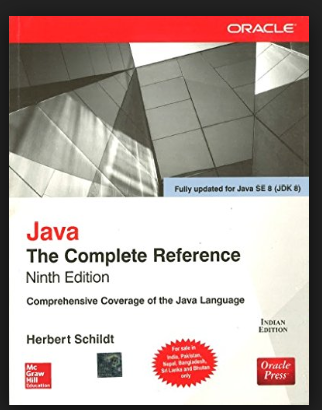 ORACLE
Fully updated for Java SE 8 (JDK 8)
Java
The Complete Reference
Ninth Edition
Comprehensive Coverage of the Java Language
INDIAN
EDITION
Herbert Schildt
For sale in
India, Pakistan,
Nepal, Bangladesh,
Sri Lanka and Bhutan
only
Mc
Graw
Hill
Education
Oracle
Press